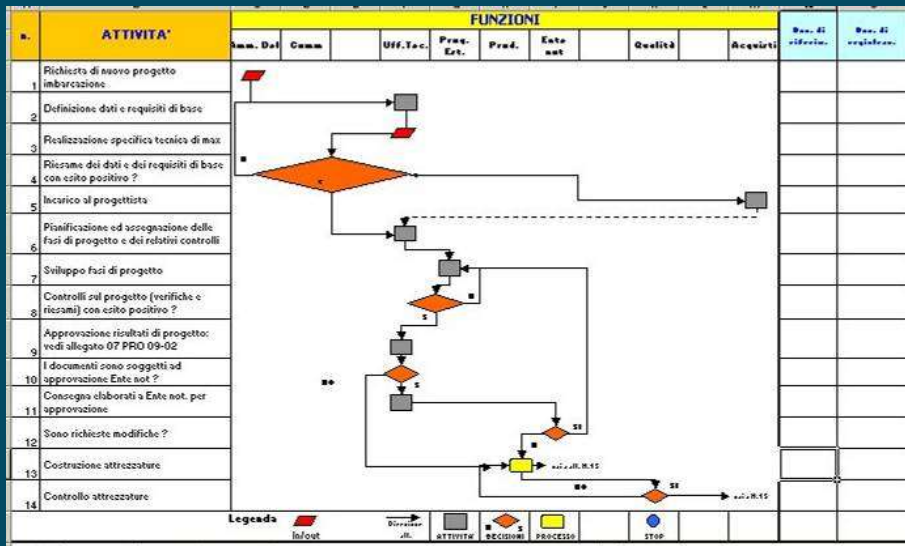 FUNZIONI
n. ATTIVITA' Amm. Del Comm Uff.Tec. Prog. Est. Prod. Ente not Qualità Acquisti Doc. di riferim. Doc. di registraz.
1 Richiesta di nuovo progetto
imbarcazione
2 Definizione dati e requisiti di base
3 Realizzazione specifica tecnica di max
4 Riesame dei dati e dei requisiti di base
con esito positivo ?
5 Incarico al progettista
6 Pianificazione ed assegnazione delle
fasi di progetto e dei relativi controlli
7 Sviluppo fasi di progetto
8 Controlli sul progetto (verifiche e
riesami) con esito positivo ?
S
9 Approvazione risultati di progetto:
vedi allegato 07 PRO 09-02
10 I documenti sono soggetti ad
approvazione Ente not ?
S
11 Consegna elaborati a Ente not. per
approvazione
12 Sono richieste modifiche ?
SI
13 Costruzione attrezzature
14 Controllo attrezzature
SI
Legenda
In/out
Direzione
ATTIVITA'
DECISIONI
PROCESSO
STOP